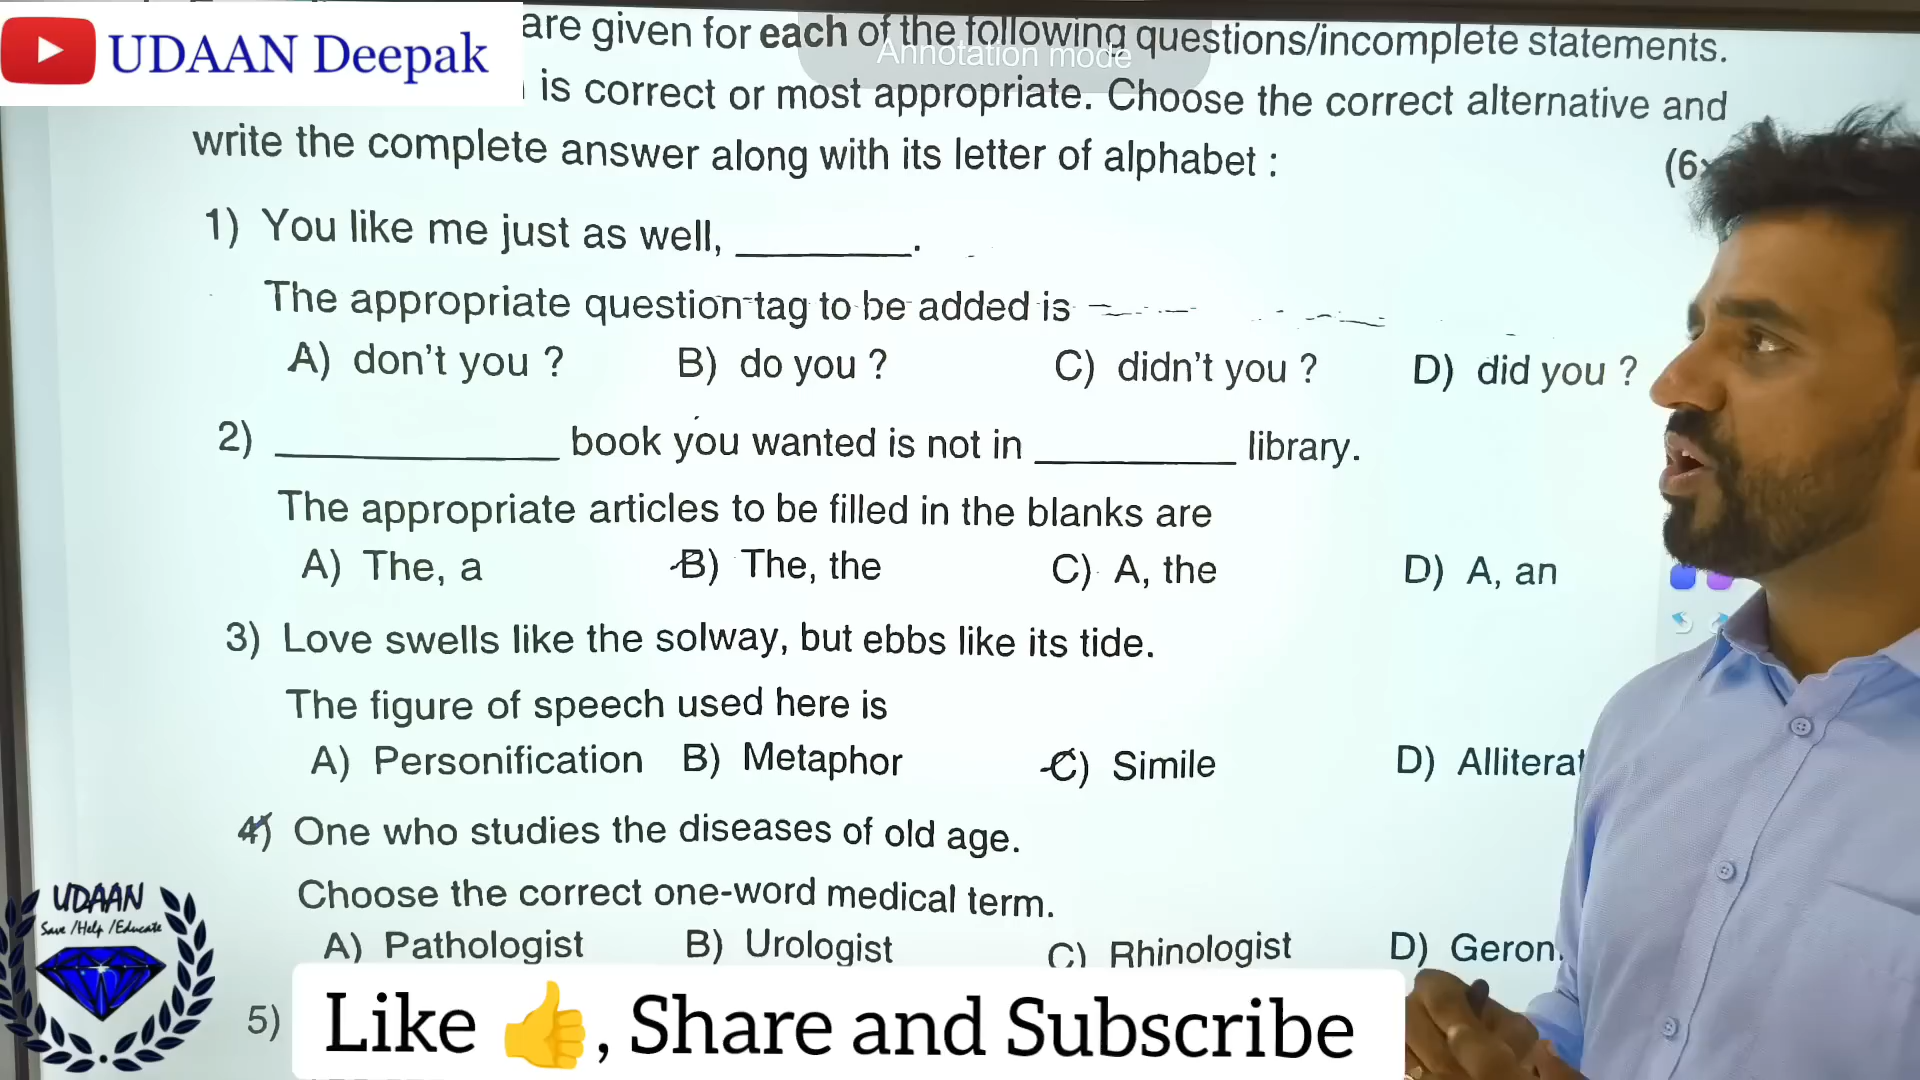 UDAAN Deepak
are given for each of the following questions/incomplete statements.
Annotation mode
is correct or most appropriate. Choose the correct alternative and
write the complete answer along with its letter of alphabet :
(6
1) You like me just as well, ________.
The appropriate question tag to be added is
A) don't you ? B) do you ? C) didn't you ? D) did you ?
2) ____________ book you wanted is not in _________ library.
The appropriate articles to be filled in the blanks are
A) The, a B) The, the C) A, the D) A, an
3) Love swells like the solway, but ebbs like its tide.
The figure of speech used here is
A) Personification B) Metaphor C) Simile D) Alliterat
4) One who studies the diseases of old age.
Choose the correct one-word medical term.
A) Pathologist B) Urologist C) Rhinologist D) Geron
5)
UDAAN
Save /Help /Educate
Like 👍, Share and Subscribe